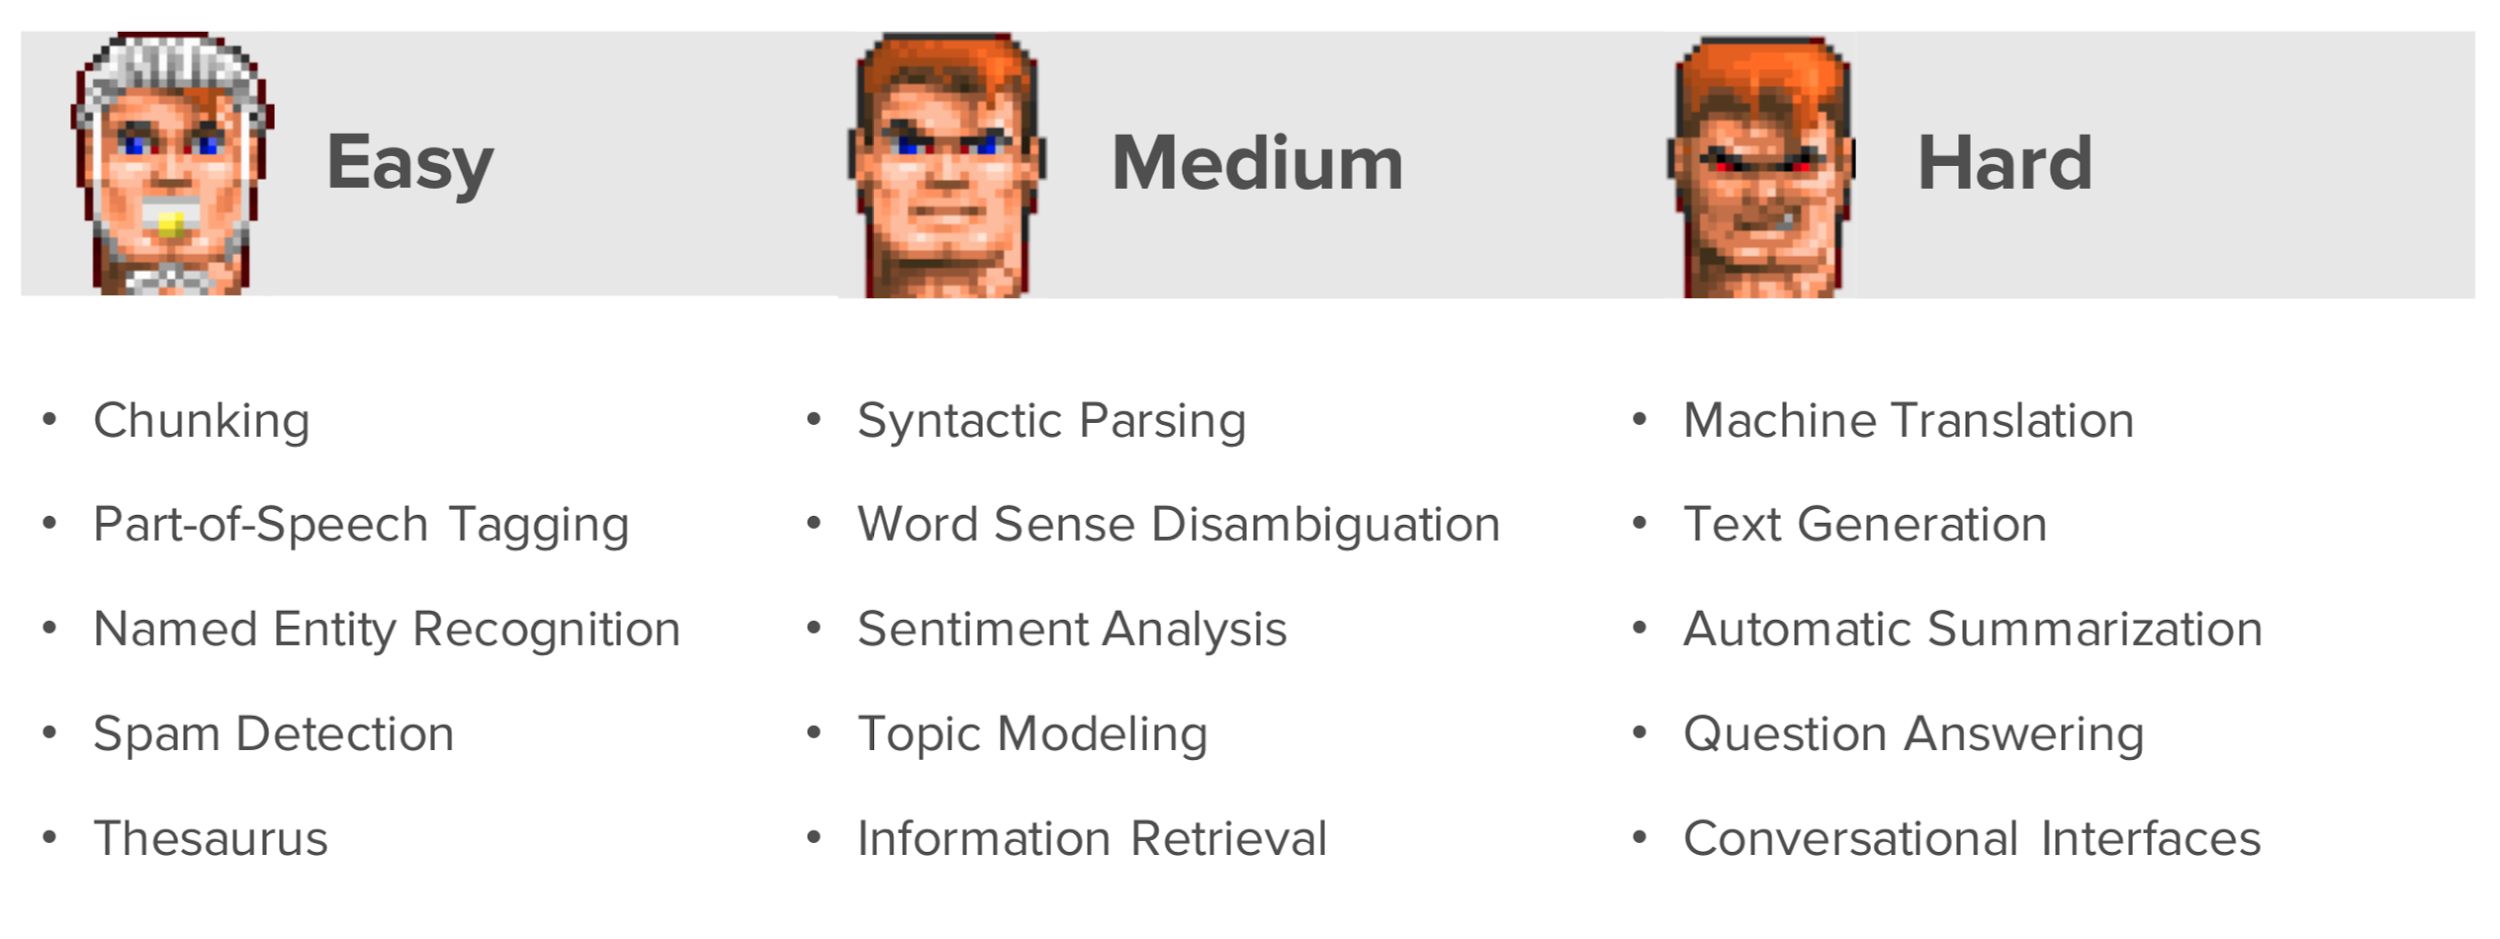 Easy
Medium
Hard
• Chunking
• Part-of-Speech Tagging
• Named Entity Recognition
• Spam Detection
• Thesaurus
• Syntactic Parsing
• Word Sense Disambiguation
• Sentiment Analysis
• Topic Modeling
• Information Retrieval
• Machine Translation
• Text Generation
• Automatic Summarization
• Question Answering
• Conversational Interfaces